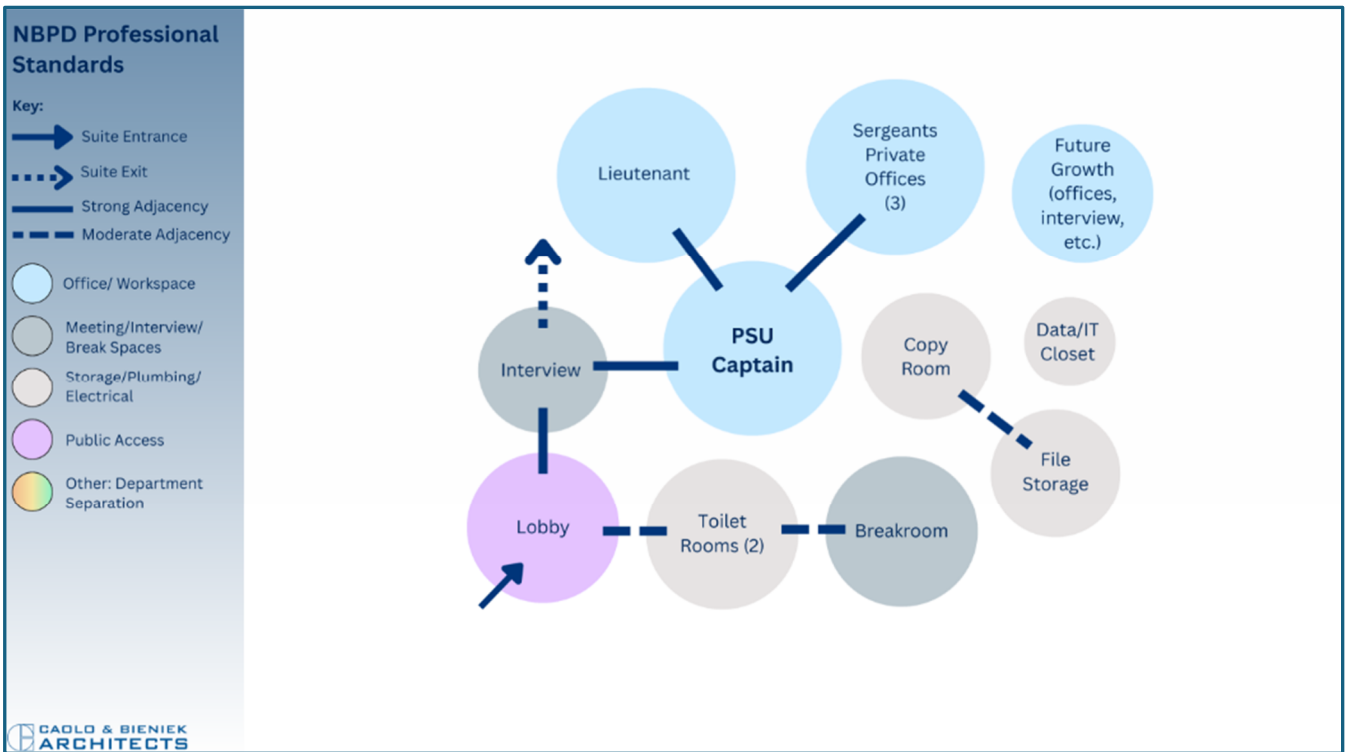 NBPD Professional
Standards
Key:
Suite Entrance
Suite Exit
Strong Adjacency
Moderate Adjacency
Office/ Workspace
Meeting/Interview/
Break Spaces
Storage/Plumbing/
Electrical
Public Access
Other: Department
Separation
CAOLO & BIENIEK
ARCHITECTS
Lieutenant
Sergeants
Private
Offices
(3)
Future
Growth
(offices,
interview,
etc.)
Interview
PSU
Captain
Copy
Room
Data/IT
Closet
File
Storage
Lobby
Toilet
Rooms (2)
Breakroom